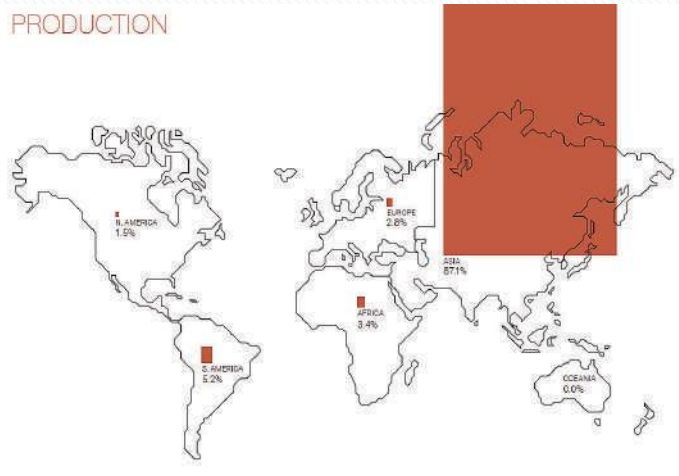 PRODUCTION
N. AMERICA
1.5%
EUROPE
2.8%
ASIA
87.1%
AFRICA
3.4%
S. AMERICA
5.2%
OCEANIA
0.0%